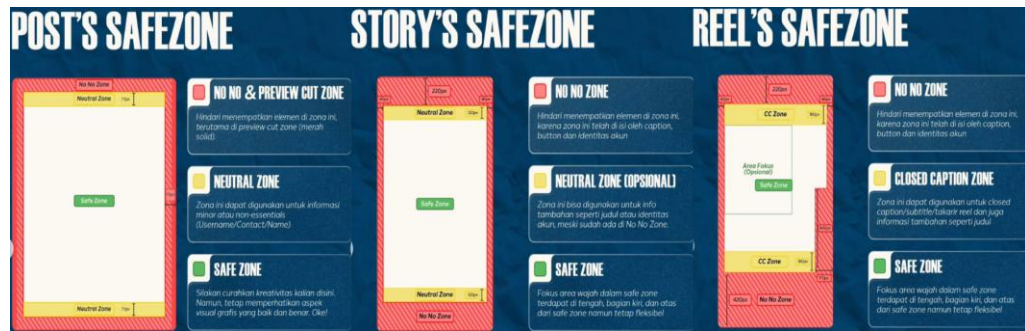 POST'S SAFEZONE
No No Zone
Neutral Zone
Safe Zone
Neutral Zone
NO NO & PREVIEW CUT ZONE
Hindari menempatkan elemen di zona ini,
terutama di preview cut zone (merah
solid).
NEUTRAL ZONE
Zona ini dapat digunakan untuk informasi
minor atau non-essentials
(Username/Contact/Name)
SAFE ZONE
Silakan curahkan kreativitas kalian disini.
Namun, tetap memperhatikan aspek
visual grafis yang baik dan benar. Oke!
STORY'S SAFEZONE
220px
Neutral Zone
Safe Zone
Neutral Zone
No No Zone
NO NO ZONE
Hindari menempatkan elemen di zona ini,
karena zona ini telah di isi oleh caption,
button dan identitas akun
NEUTRAL ZONE (OPSIONAL)
Zona ini bisa digunakan untuk info
tambahan seperti judul atau identitas
akun, meski sudah ada di No No Zone.
SAFE ZONE
Fokus area wajah dalam safe zone
terdapat di tengah, bagian kiri, dan atas
dari safe zone namun tetap fleksibel
REEL'S SAFEZONE
220px
CC Zone
Area Fokus
(Opsional)
Safe Zone
CC Zone
420px
No No Zone
NO NO ZONE
Hindari menempatkan elemen di zona ini,
karena zona ini telah di isi oleh caption,
button dan identitas akun
CLOSED CAPTION ZONE
Zona ini dapat digunakan untuk closed
caption/subtitle/takarir reel dan juga
informasi tambahan seperti judul
SAFE ZONE
Fokus area wajah dalam safe zone
terdapat di tengah, bagian kiri, dan atas
dari safe zone namun tetap fleksibel